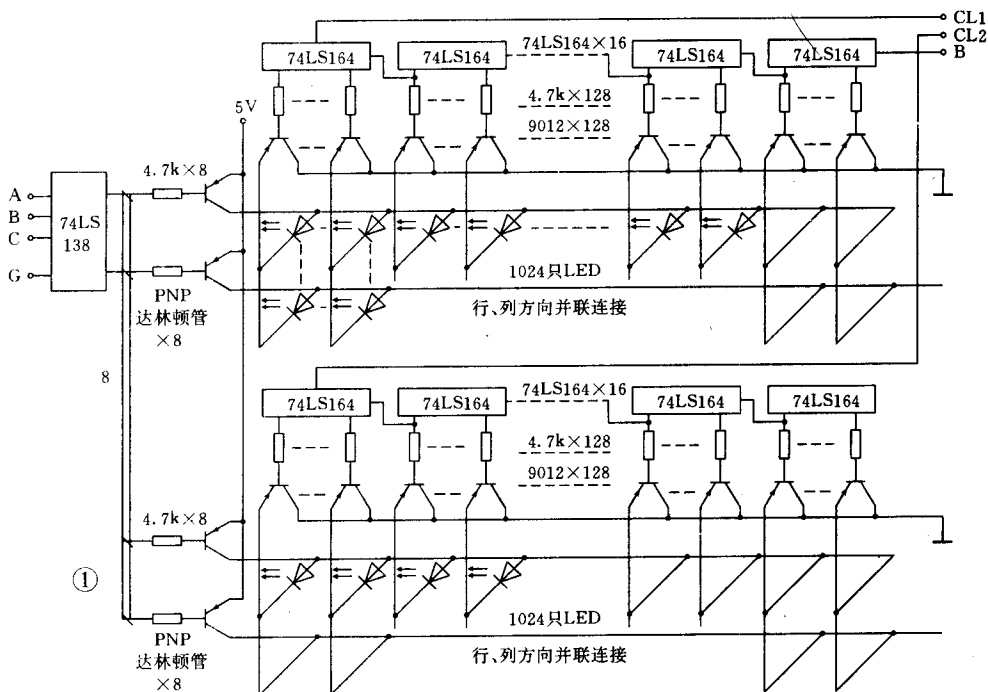 CL1
CL2
B
74LS164
74LS164
74LS164×16
74LS164
74LS164
4.7k×128
9012×128
5V
4.7k×8
A
B
C
G
74LS
138
PNP
达林顿管
×8
1024只LED
行、列方向并联连接
8
74LS164
74LS164
74LS164×16
74LS164
74LS164
4.7k×128
9012×128
4.7k×8
①
PNP
达林顿管
×8
1024只LED
行、列方向并联连接